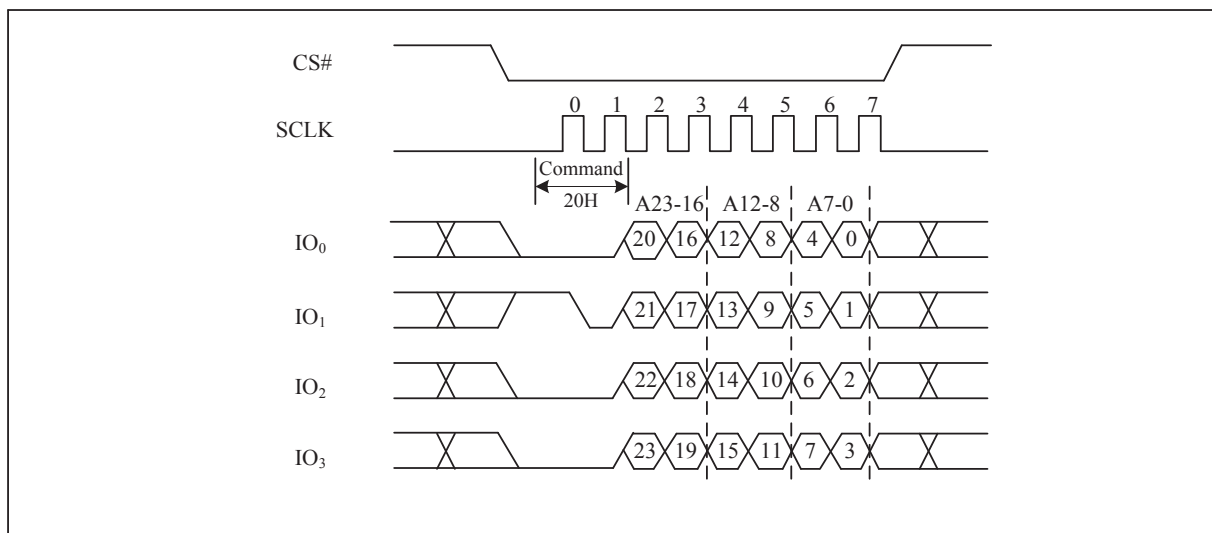 CS#
0 1 2 3 4 5 6 7
SCLK
Command
20H
A23-16 A12-8 A7-0
IO0 20 16 12 8 4 0
IO1 21 17 13 9 5 1
IO2 22 18 14 10 6 2
IO3 23 19 15 11 7 3